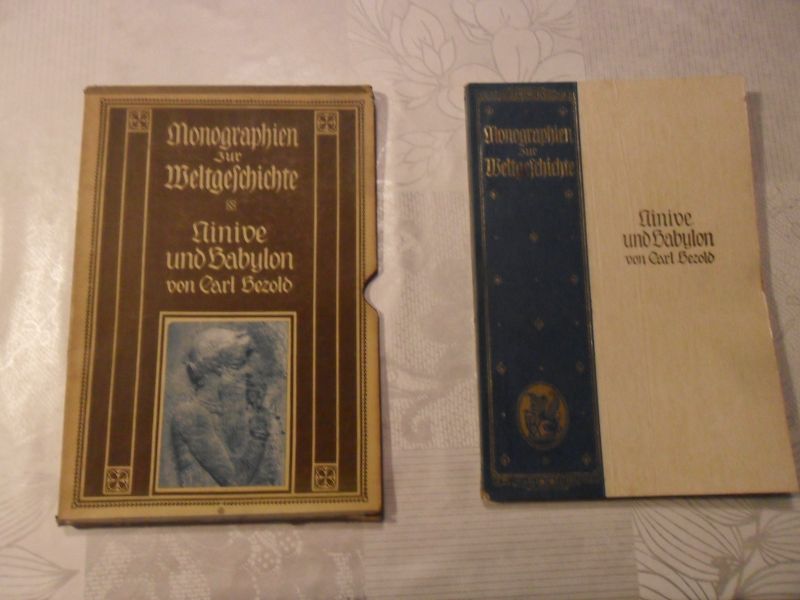 Monographien
zur
Weltgeschichte
Ninive
und Babylon
von Carl Bezold
Monographien
zur
Weltgeschichte
Ninive
und Babylon
von Carl Bezold